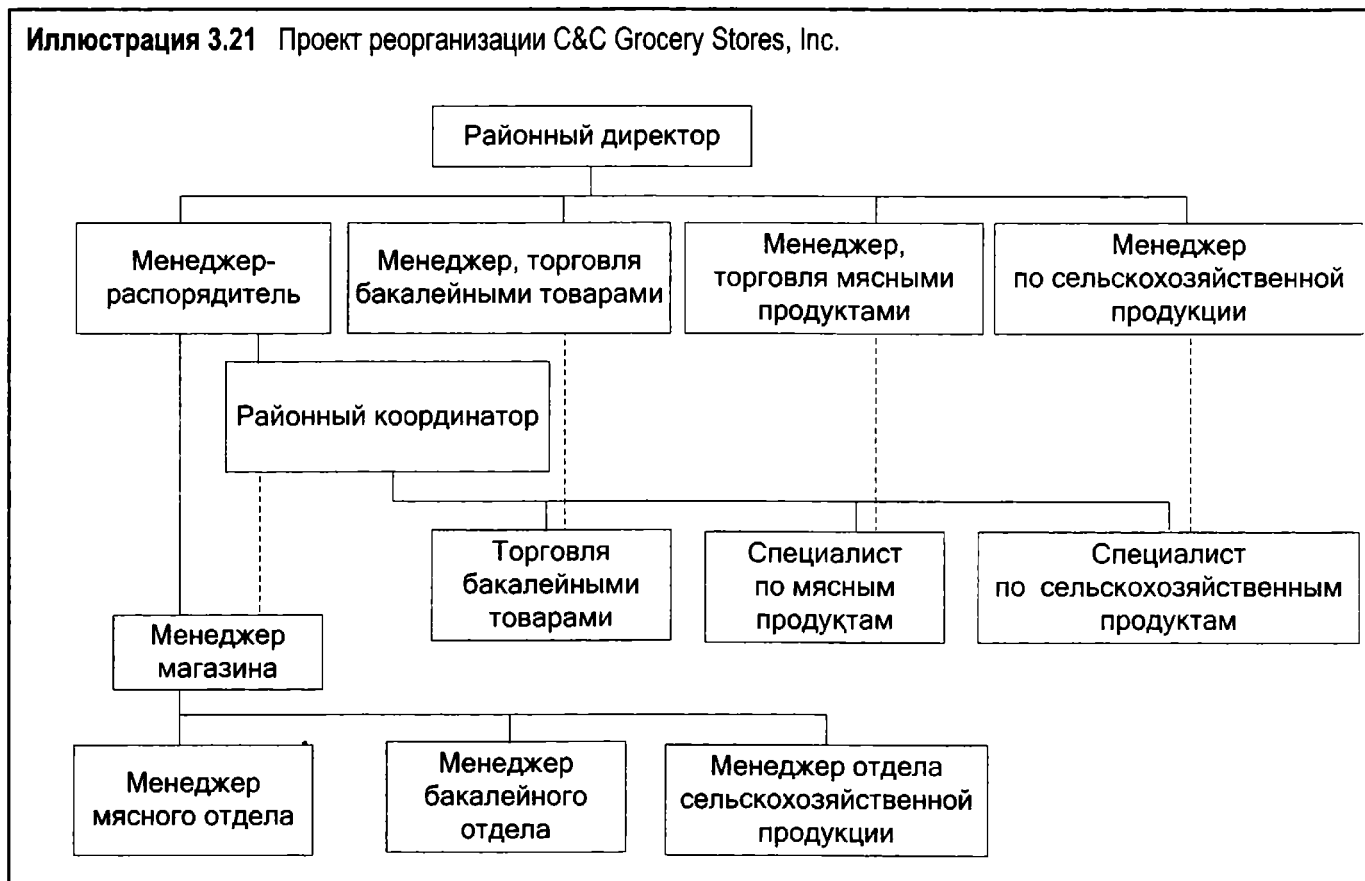 Иллюстрация 3.21 Проект реорганизации C&C Grocery Stores, Inc.
Районный директор
Менеджер-
распорядитель
Менеджер, торговля
бакалейными товарами
Менеджер,
торговля мясными
продуктами
Менеджер
по сельскохозяйственной
продукции
Районный координатор
Торговля
бакалейными
товарами
Специалист
по мясным
продуктам
Специалист
по сельскохозяйственным
продуктам
Менеджер
магазина
Менеджер
мясного отдела
Менеджер
бакалейного
отдела
Менеджер отдела
сельскохозяйственной
продукции